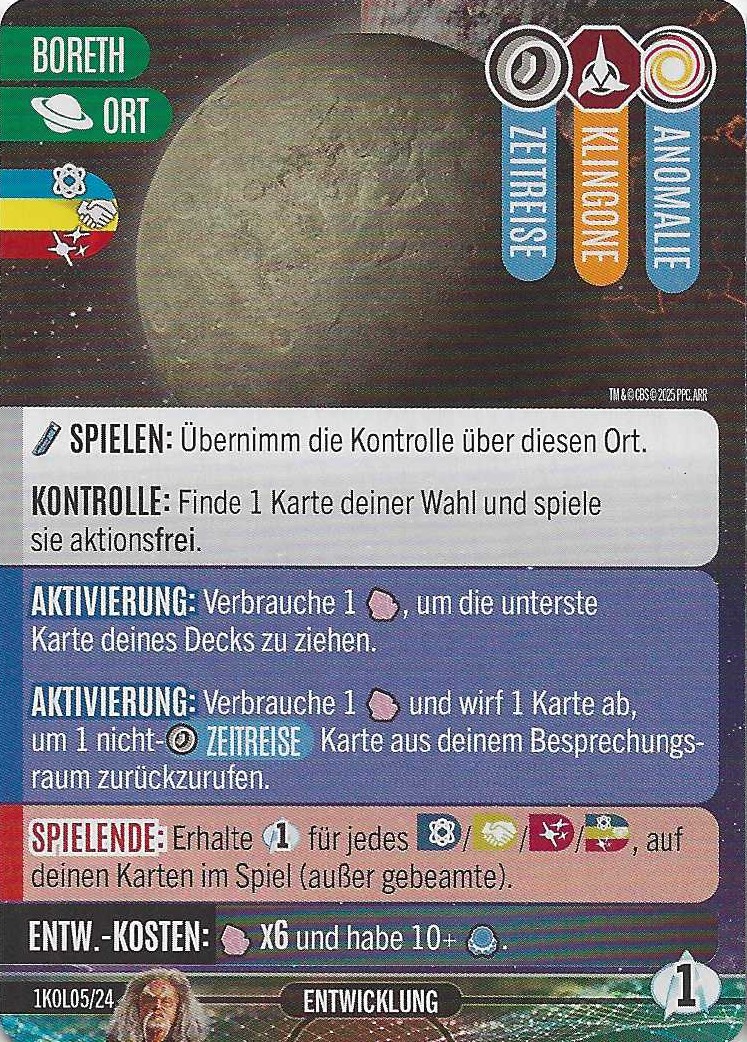 BORETH
ORT
ZEITREISE
KLINGONE
ANOMALIE
TM & © CBS © 2025 PPC. ARR
SPIELEN: Übernimm die Kontrolle über diesen Ort.
KONTROLLE: Finde 1 Karte deiner Wahl und spiele
sie aktionsfrei.
AKTIVIERUNG: Verbrauche 1 , um die unterste
Karte deines Decks zu ziehen.
AKTIVIERUNG: Verbrauche 1 und wirf 1 Karte ab,
um 1 nicht- ZEITREISE Karte aus deinem Besprechungs-
raum zurückzurufen.
SPIELENDE: Erhalte 1 für jedes / / / , auf
deinen Karten im Spiel (außer gebeamte).
ENTW.-KOSTEN: x6 und habe 10+ .
1KOL05/24
ENTWICKLUNG
1